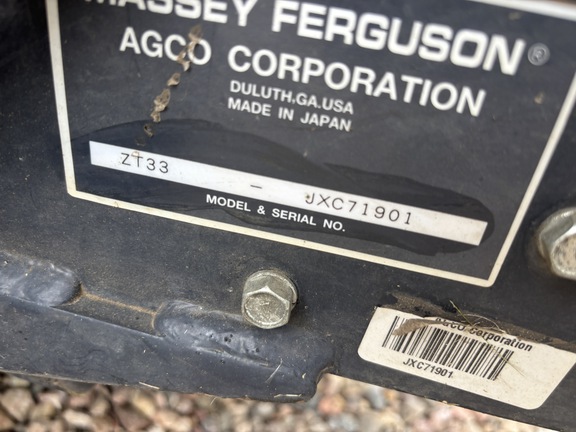 MASSEY FERGUSON®
AGCO CORPORATION
DULUTH,GA.USA
MADE IN JAPAN
ZT33 - JXC71901
MODEL & SERIAL NO.
AGCO Corporation
JXC71901